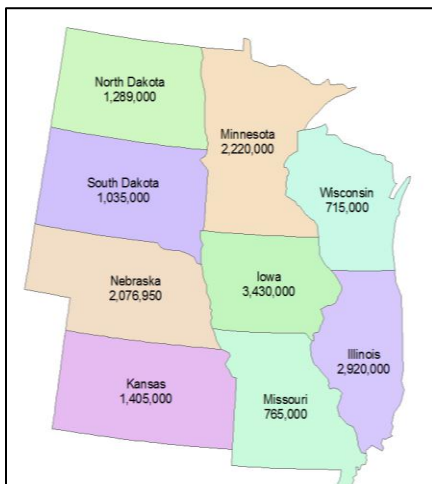 North Dakota
1,289,000
Minnesota
2,220,000
South Dakota
1,035,000
Wisconsin
715,000
Nebraska
2,076,950
Iowa
3,430,000
Illinois
2,920,000
Kansas
1,405,000
Missouri
765,000